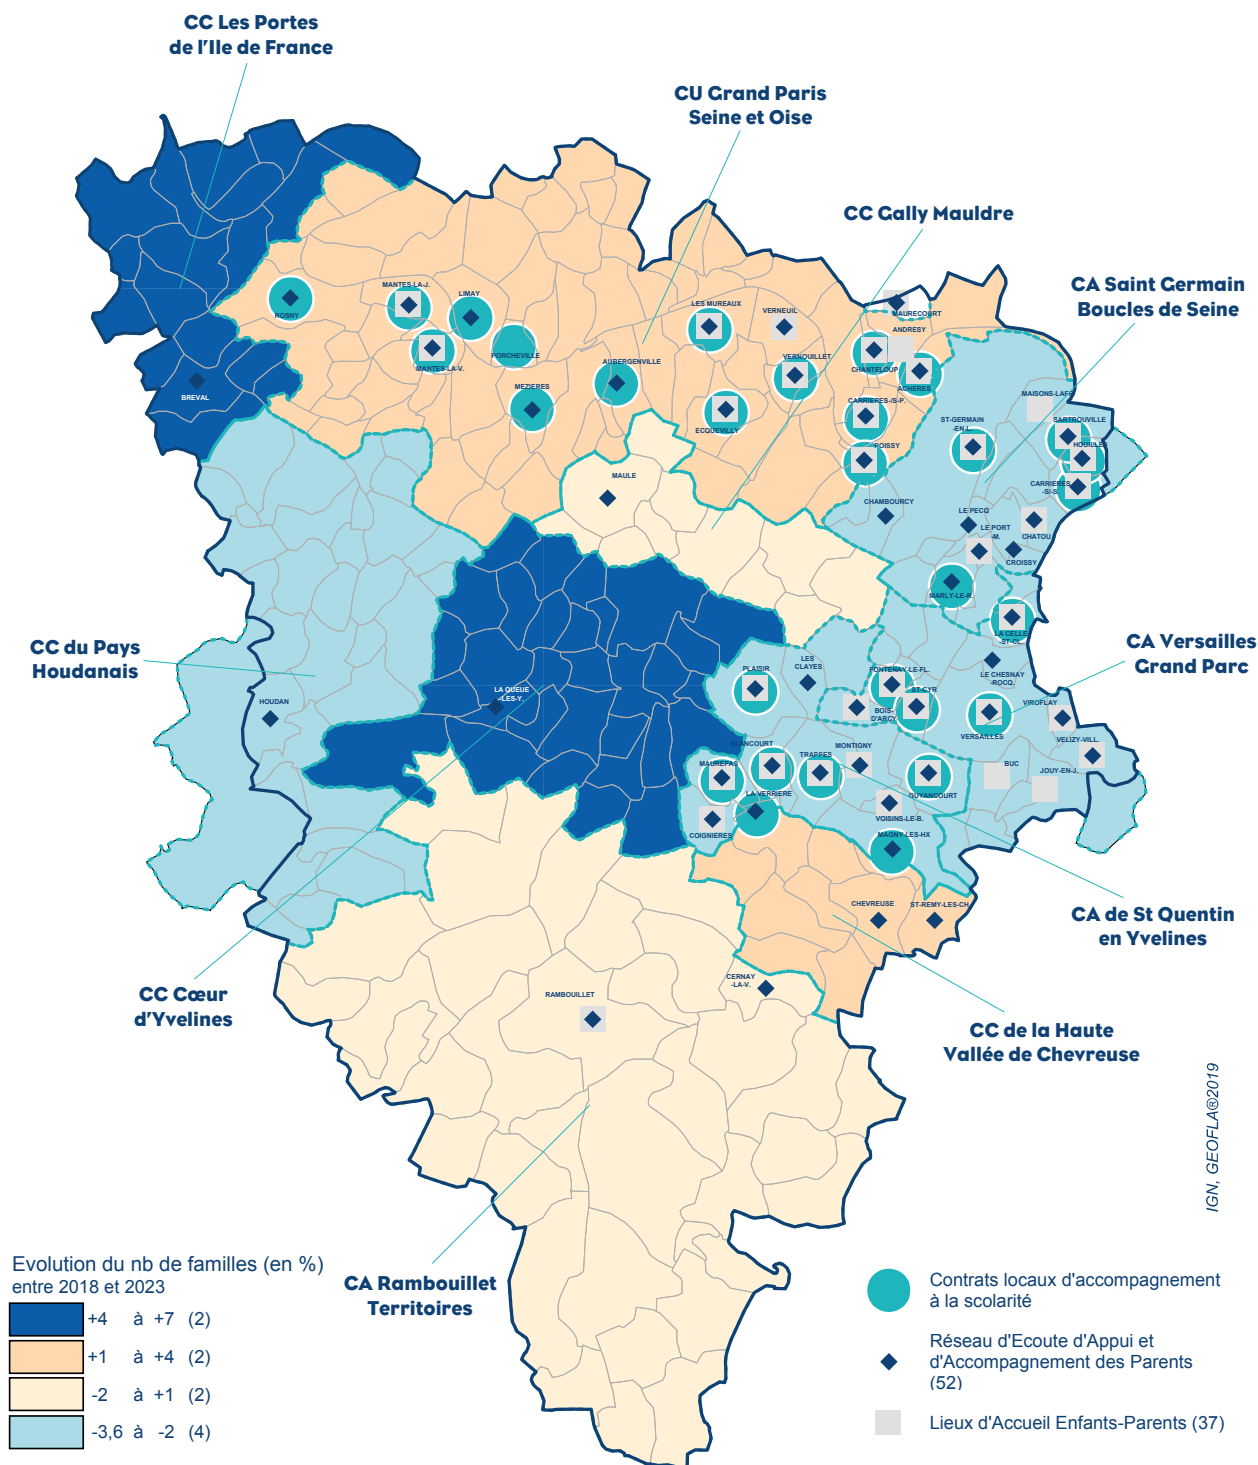 CC Les Portes
de l'Ile de France
CU Grand Paris
Seine et Oise
CC Gally Mauldre
CA Saint Germain
Boucles de Seine
MANTES-LA-J.
LIMAY
ROSNY
PORCHEVILLE
MANTES-LA-V.
BREVAL
MEZIERES
AUBERGENVILLE
LES MUREAUX
VERNEUIL
VERNOUILLET
ECQUEVILLY
MAURECOURT
ANDRESY
CHANTELOUP
ACHERES
CARRIERES-/S-P.
POISSY
MAISONS-LAFF.
ST-GERMAIN
-EN-L.
SARTROUVILLE
HOUILLES
CARRIERES
-S/-S.
MAULE
CHAMBOURCY
LE PECQ
LE PORT
-M.
CHATOU
CROISSY
MARLY-LE-R.
LA CELLE
-ST-CL.
CC du Pays
Houdanais
CA Versailles
Grand Parc
HOUDAN
LA QUEUE
-LES-Y.
PLAISIR
LES
CLAYES
FONTENAY-LE-FL.
ST-CYR
BOIS-
D'ARCY
LE CHESNAY
-ROCQ.
VERSAILLES
VIROFLAY
VELIZY-VILL.
BUC
JOUY-EN-J.
MAUREPAS
ELANCOURT
TRAPPES
MONTIGNY
GUYANCOURT
LA VERRIERE
COIGNIERES
VOISINS-LE-B.
MAGNY-LES-HX
CHEVREUSE
ST-REMY-LES-CH.
CA de St Quentin
en Yvelines
CERNAY
-LA-V.
RAMBOUILLET
CC Cœur
d'Yvelines
CC de la Haute
Vallée de Chevreuse
CA Rambouillet
Territoires
IGN, GEOFLA®2019
Evolution du nb de familles (en %)
entre 2018 et 2023
+4 à +7 (2)
+1 à +4 (2)
-2 à +1 (2)
-3,6 à -2 (4)
Contrats locaux d'accompagnement
à la scolarité
Réseau d'Ecoute d'Appui et
d'Accompagnement des Parents
(52)
Lieux d'Accueil Enfants-Parents (37)